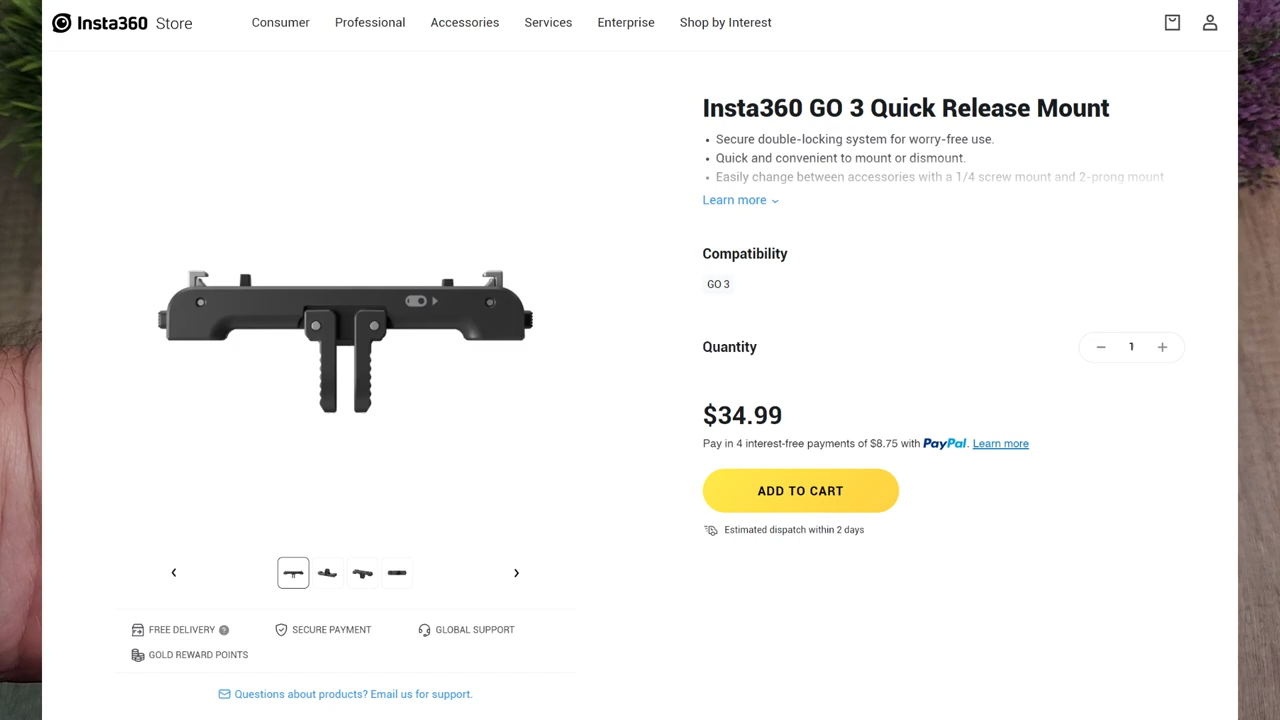 Insta360 Store
Consumer
Professional
Accessories
Services
Enterprise
Shop by Interest
Insta360 GO 3 Quick Release Mount
• Secure double-locking system for worry-free use.
• Quick and convenient to mount or dismount.
• Easily change between accessories with a 1/4 screw mount and 2-prong mount
Learn more
Compatibility
GO 3
Quantity
− 1 +
$34.99
Pay in 4 interest-free payments of $8.75 with PayPal. Learn more
ADD TO CART
Estimated dispatch within 2 days
FREE DELIVERY ?
SECURE PAYMENT
GLOBAL SUPPORT
GOLD REWARD POINTS
Questions about products? Email us for support.